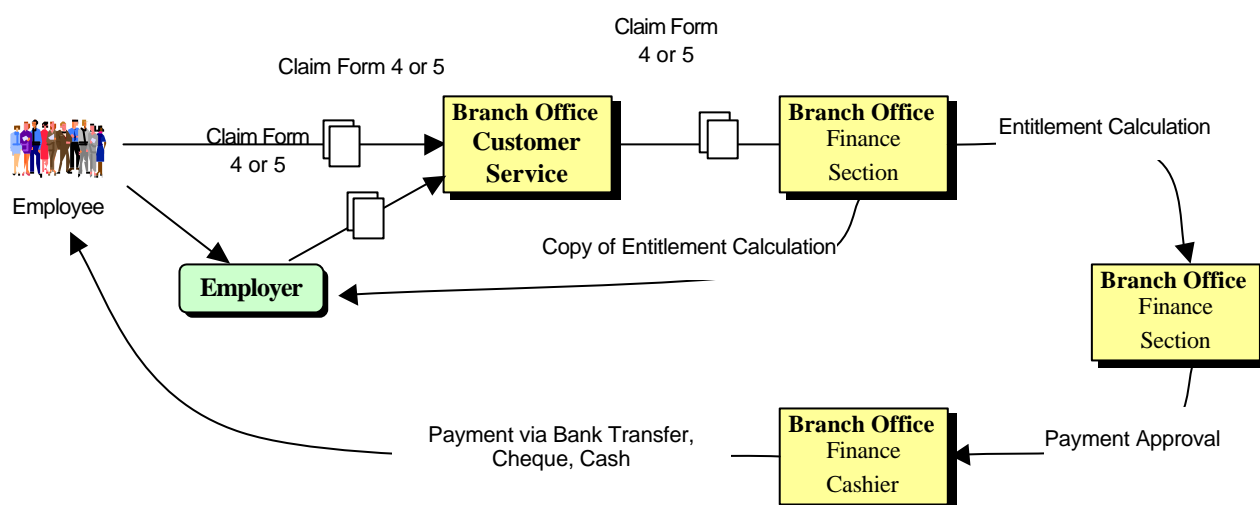 Claim Form
4 or 5
Claim Form 4 or 5
Branch Office
Customer
Service
Branch Office
Finance
Section
Entitlement Calculation
Claim Form
4 or 5
Employee
Copy of Entitlement Calculation
Employer
Branch Office
Finance
Section
Payment via Bank Transfer,
Cheque, Cash
Branch Office
Finance
Cashier
Payment Approval